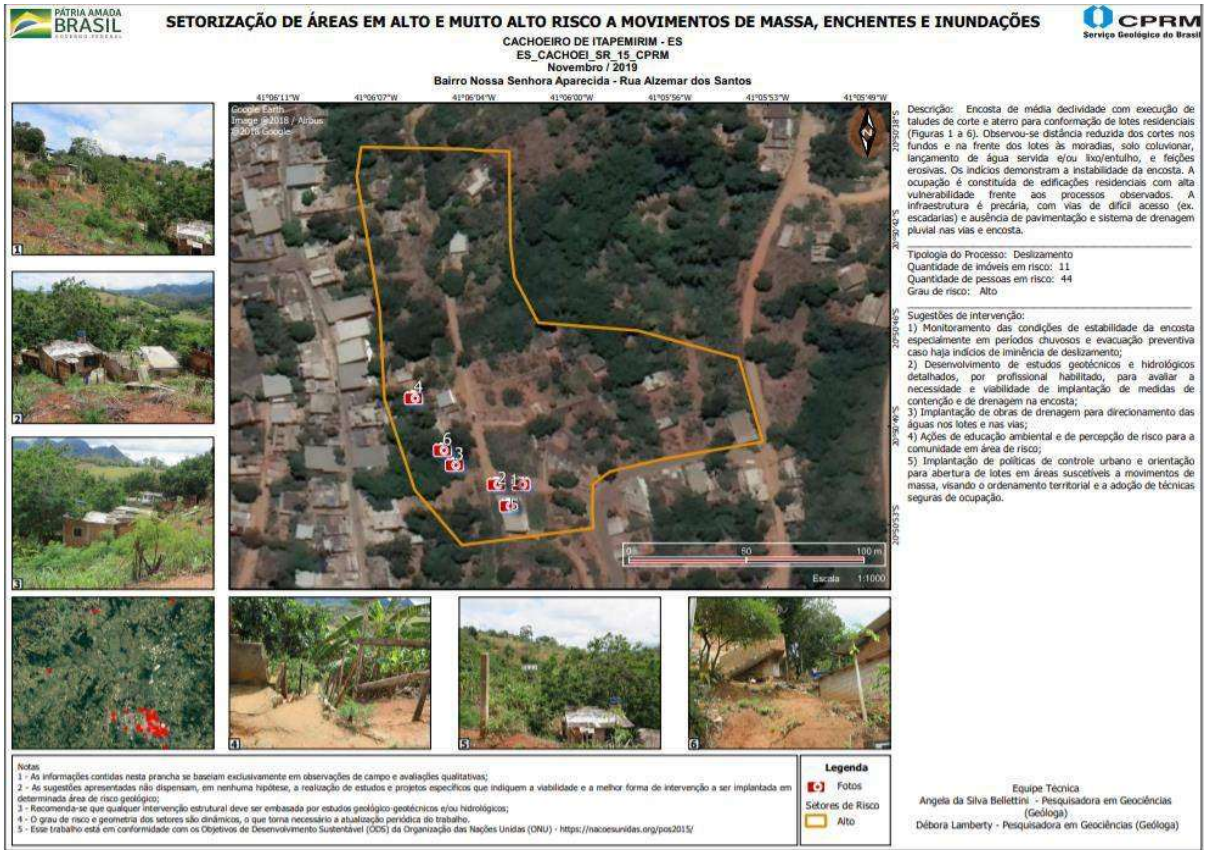 PÁTRIA AMADA
BRASIL
GOVERNO FEDERAL
SETORIZAÇÃO DE ÁREAS EM ALTO E MUITO ALTO RISCO A MOVIMENTOS DE MASSA, ENCHENTES E INUNDAÇÕES
CPRM
Serviço Geológico do Brasil
CACHOEIRO DE ITAPEMIRIM - ES
ES_CACHOEI_SR_15_CPRM
Novembro / 2019
Bairro Nossa Senhora Aparecida - Rua Alzemar dos Santos
41°06'11"W 41°06'07"W 41°06'04"W 41°06'00"W 41°05'56"W 41°05'53"W 41°05'49"W
Google Earth
Image @2018 / Airbus
@2018 Google
N
20°50'38"S
20°50'42"S
20°50'46"S
20°50'49"S
20°50'53"S
4
6
3
2
1
5
0 50 100 m
Escala 1:1000
1
2
3
4
5
6
Descrição: Encosta de média declividade com execução de
taludes de corte e aterro para conformação de lotes residenciais
(Figuras 1 a 6). Observou-se distância reduzida dos cortes nos
fundos e na frente dos lotes às moradias, solo coluvionar,
lançamento de água servida e/ou lixo/entulho, e feições
erosivas. Os indícios demonstram a instabilidade da encosta. A
ocupação é constituída de edificações residenciais com alta
vulnerabilidade frente aos processos observados. A
infraestrutura é precária, com vias de difícil acesso (ex.
escadarias) e ausência de pavimentação e sistema de drenagem
pluvial nas vias e encosta.
Tipologia do Processo: Deslizamento
Quantidade de imóveis em risco: 11
Quantidade de pessoas em risco: 44
Grau de risco: Alto
Sugestões de intervenção:
1) Monitoramento das condições de estabilidade da encosta
especialmente em períodos chuvosos e evacuação preventiva
caso haja indícios de iminência de deslizamento;
2) Desenvolvimento de estudos geotécnicos e hidrológicos
detalhados, por profissional habilitado, para avaliar a
necessidade e viabilidade de implantação de medidas de
contenção e de drenagem na encosta;
3) Implantação de obras de drenagem para direcionamento das
águas nos lotes e nas vias;
4) Ações de educação ambiental e de percepção de risco para a
comunidade em área de risco;
5) Implantação de políticas de controle urbano e orientação
para abertura de lotes em áreas suscetíveis a movimentos de
massa, visando o ordenamento territorial e a adoção de técnicas
seguras de ocupação.
Notas
1 - As informações contidas nesta prancha se baseiam exclusivamente em observações de campo e avaliações qualitativas;
2 - As sugestões apresentadas não dispensam, em nenhuma hipótese, a realização de estudos e projetos específicos que indiquem a viabilidade e a melhor forma de intervenção a ser implantada em
determinada área de risco geológico;
3 - Recomenda-se que qualquer intervenção estrutural deve ser embasada por estudos geológico-geotécnicos e/ou hidrológicos;
4 - O grau de risco e geometria dos setores são dinâmicos, o que torna necessário a atualização periódica do trabalho.
5 - Esse trabalho está em conformidade com os Objetivos de Desenvolvimento Sustentável (ODS) da Organização das Nações Unidas (ONU) - https://nacoesunidas.org/pos2015/
Legenda
Fotos
Setores de Risco
Alto
Equipe Técnica
Angela da Silva Bellettini - Pesquisadora em Geociências
(Geóloga)
Débora Lamberty - Pesquisadora em Geociências (Geóloga)